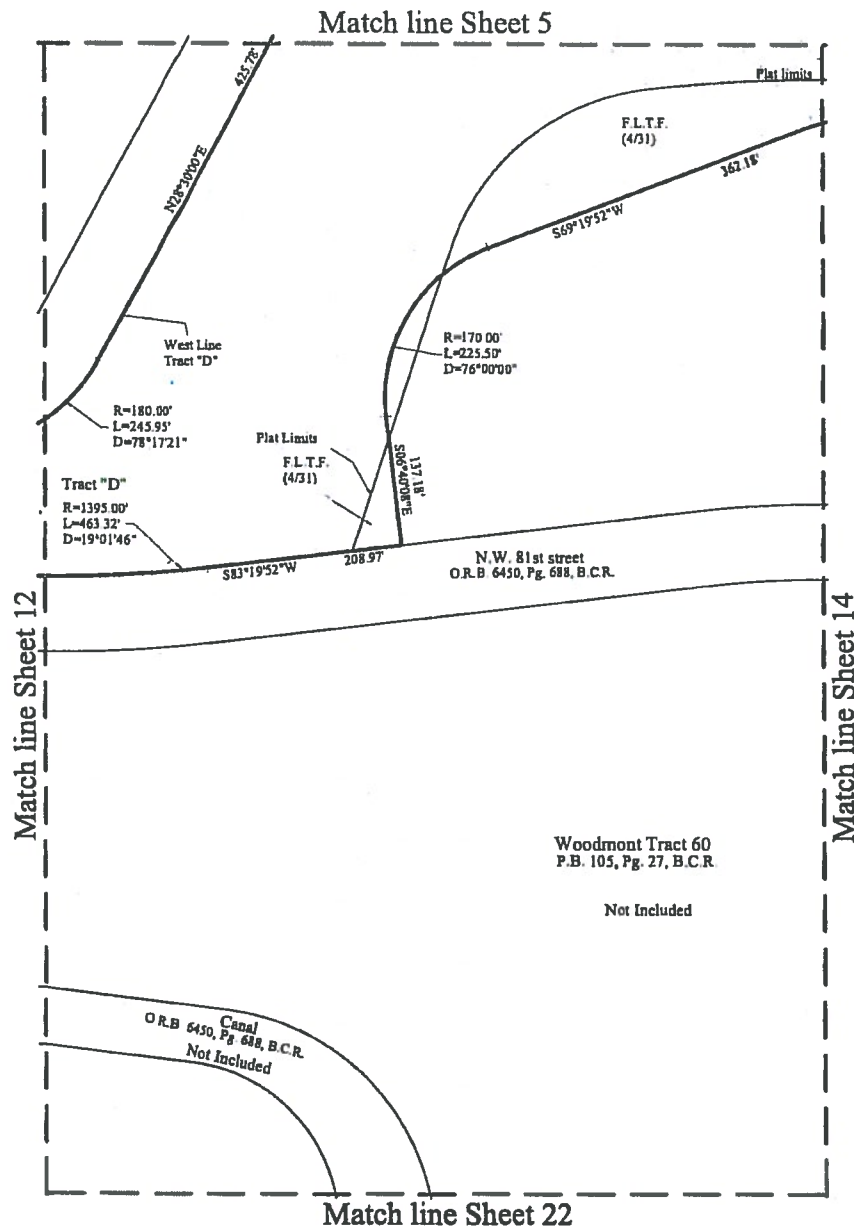 Match line Sheet 5
425.78'
N28°30'00"E
Plat limits
F.L.T.F.
(4/31)
362.18'
S69°19'52"W
West Line
Tract "D"
R=170 00'
L=225.50'
D=76°00'00"
R=180.00'
L=245.95'
D=78°17'21"
Plat Limits
F.L.T.F.
(4/31)
137.18'
S06°40'08"E
Tract "D"
R=1395.00'
L=463.32'
D=19°01'46"
S83°19'52"W
208.97'
N.W. 81st street
O.R.B. 6450, Pg. 688, B.C.R.
Match line Sheet 12
Match line Sheet 14
Woodmont Tract 60
P.B. 105, Pg. 27, B.C.R.
Not Included
Canal
O R.B 6450, Pg. 688, B.C.R.
Not Included
Match line Sheet 22